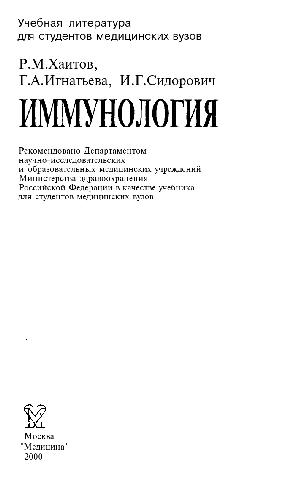 Учебная литература
для студентов медицинских вузов
Р.М.Хаитов,
Г.А.Игнатьева, И.Г.Сидорович
ИММУНОЛОГИЯ
Рекомендовано Департаментом
научно-исследовательских
и образовательных медицинских учреждений
Министерства здравоохранения
Российской Федерации в качестве учебника
для студентов медицинских вузов
Москва
"Медицина"
2000